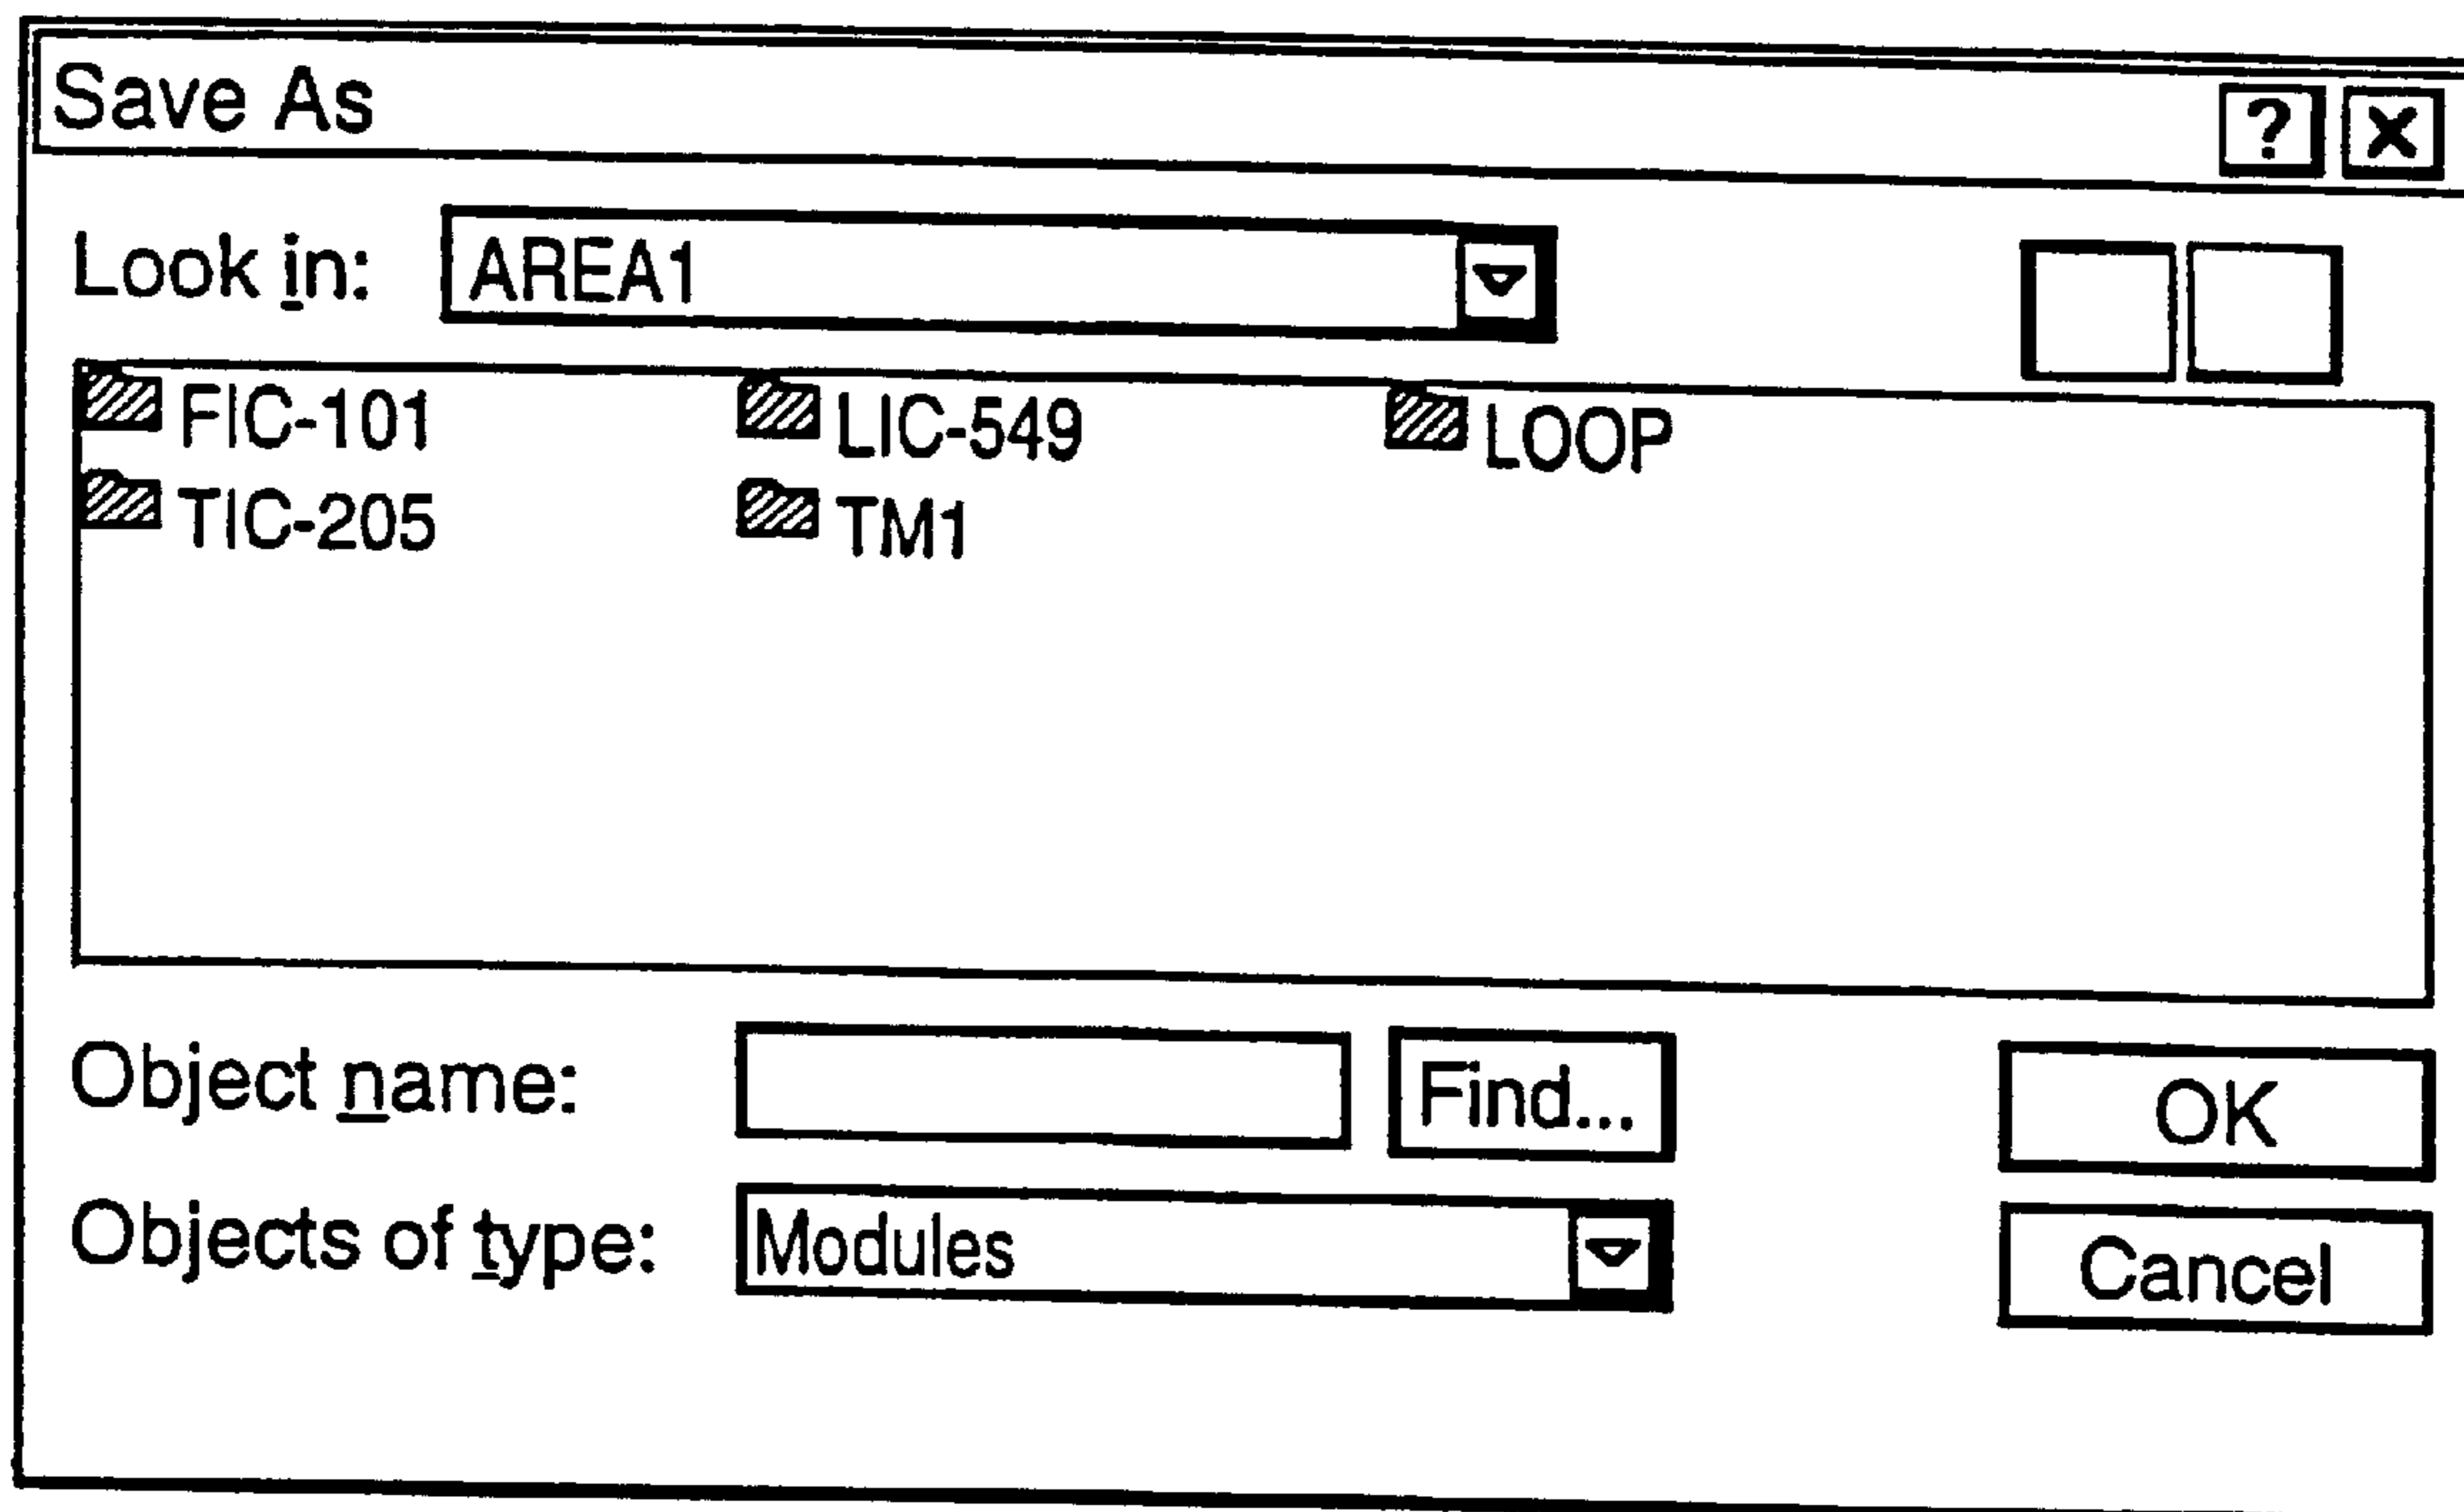 Save As ? X
Look in: AREA1
FIC-101 LIC-549 LOOP
TIC-205 TM1
Object name: Find... OK
Objects of type: Modules Cancel